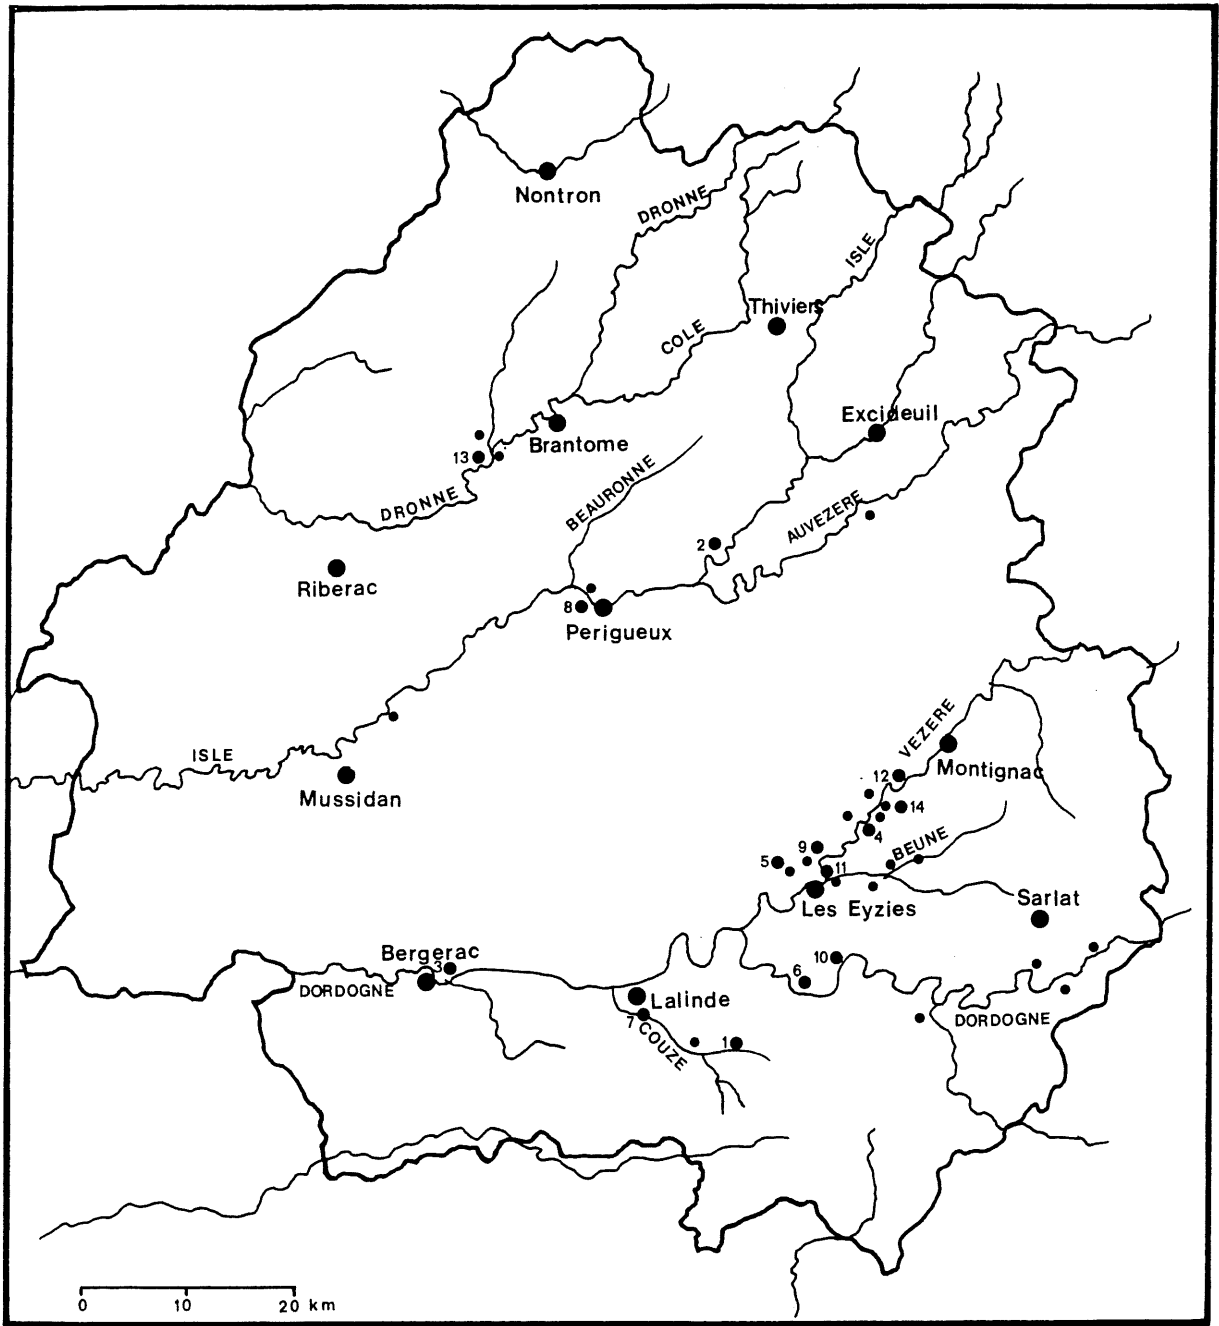 Nontron
DRONNE
ISLE
Thiviers
COLE
Excideuil
Brantome
13
BEAURONNE
DRONNE
AUVEZERE
2
Riberac
8
Perigueux
VEZERE
ISLE
12
Montignac
Mussidan
14
4
BEUNE
9
5
11
Les Eyzies
Sarlat
Bergerac
3
10
6
DORDOGNE
Lalinde
7
COUZE
1
DORDOGNE
0 10 20 km